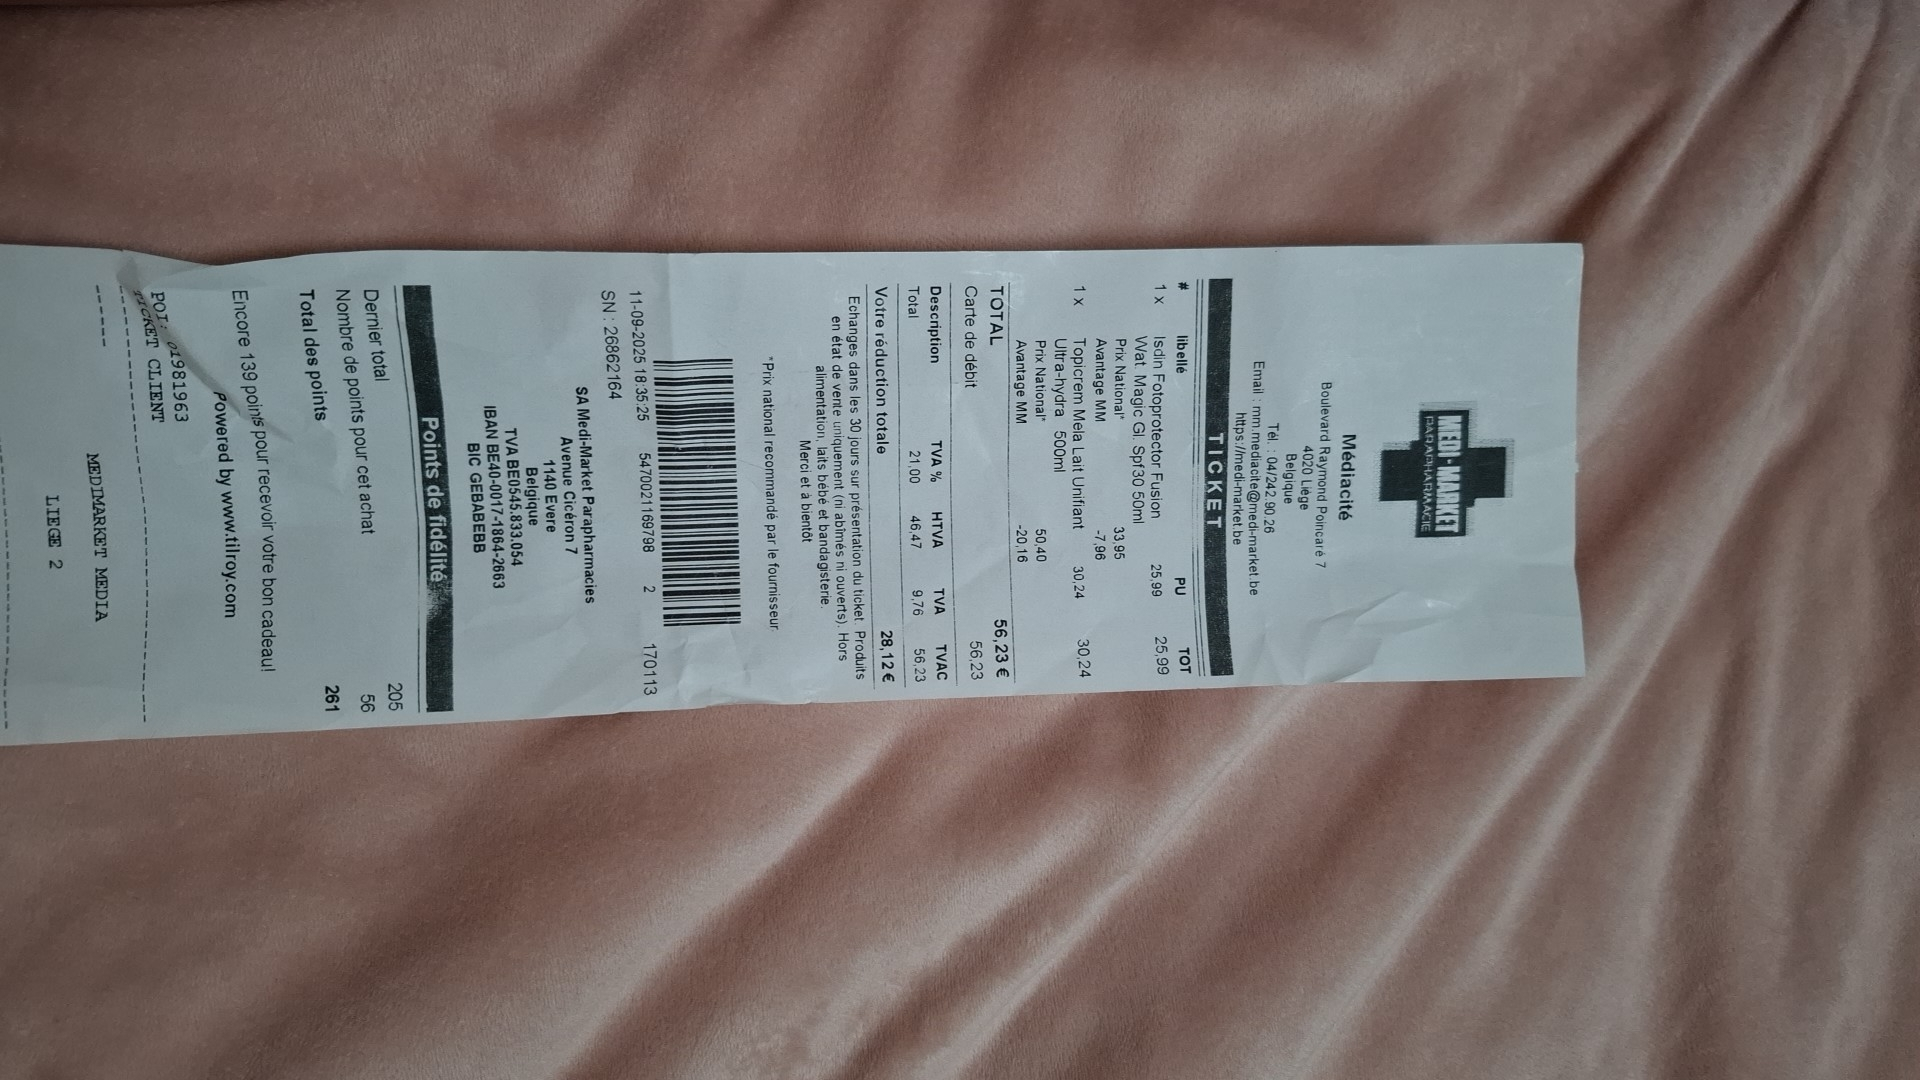 MEDI-MARKET
PARAPHARMACIE
Médiacité
Boulevard Raymond Poincaré 7
4020 Liège
Belgique
Tél. : 04/242.90.26
Email : mm.mediacite@medi-market.be
https://medi-market.be
TICKET
# libellé PU TOT
1 x Isdin Fotoprotector Fusion 25,99 25,99
Wat. Magic Gl. Spf30 50ml
Prix National* 33,95
Avantage MM -7,96
1 x Topicrem Mela Lait Unifiant 30,24 30,24
Ultra-hydra 500ml
Prix National* 50,40
Avantage MM -20,16
TOTAL 56,23 €
Carte de débit 56,23
Description TVA % HTVA TVA TVAC
Total 21,00 46,47 9,76 56,23
Votre réduction totale 28,12 €
Echanges dans les 30 jours sur présentation du ticket. Produits
en état de vente uniquement (ni abîmés ni ouverts). Hors
alimentation, laits bébé et bandagisterie.
Merci et à bientôt
*Prix national recommandé par le fournisseur.
11-09-2025 18:35:25 5470021169798 2 170113
SN : 26862164
SA Medi-Market Parapharmacies
Avenue Cicéron 7
1140 Evere
Belgique
TVA BE0545.833.054
IBAN BE40-0017-1864-2663
BIC GEBABEBB
Points de fidélité
Dernier total 205
Nombre de points pour cet achat 56
Total des points 261
Encore 139 points pour recevoir votre bon cadeau!
Powered by www.tilroy.com
POI: 01981963
TICKET CLIENT
MEDIMARKET MEDIA
LIEGE 2